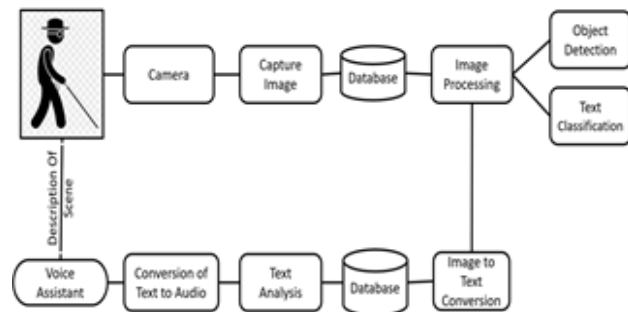 Camera
Capture
Image
Database
Image
Processing
Object
Detection
Text
Classification
Description Of
Scene
Voice
Assistant
Conversion of
Text to Audio
Text
Analysis
Database
Image to
Text
Conversion